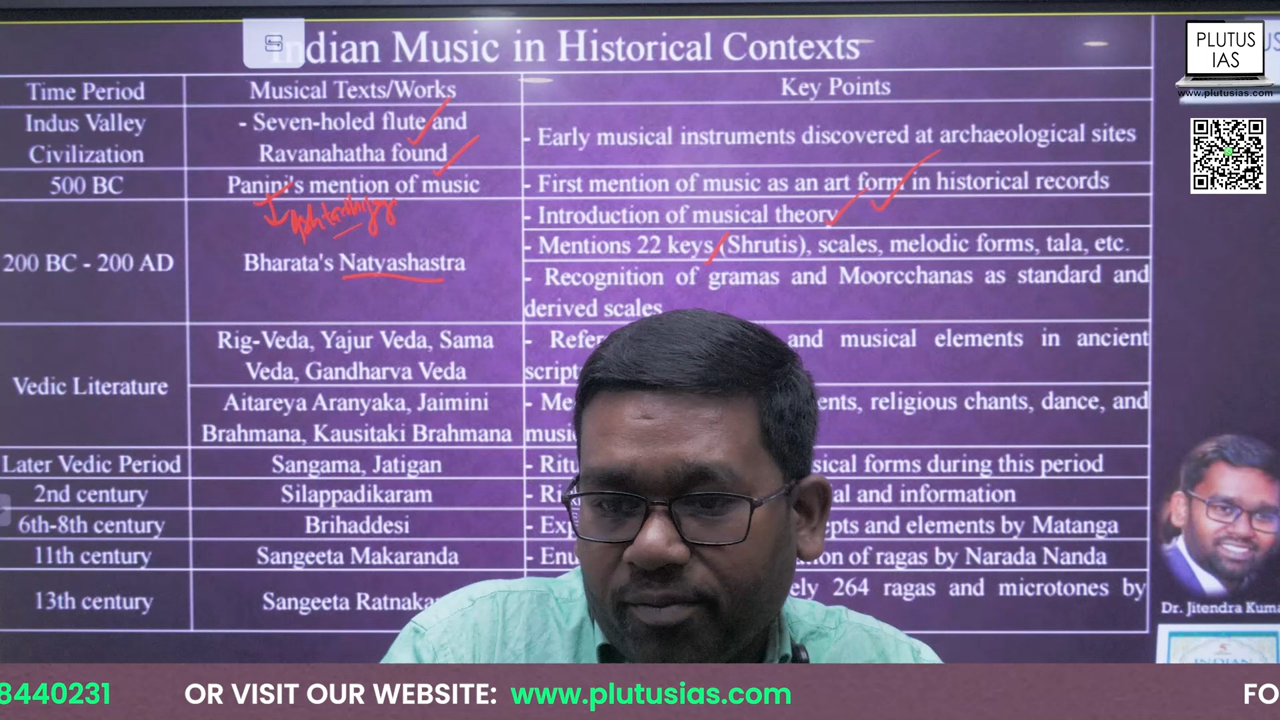 Indian Music in Historical Contexts
PLUTUS
IAS
www.plutusias.com
Time Period
Musical Texts/Works
Key Points
Indus Valley
Civilization
- Seven-holed flute and
Ravanahatha found
- Early musical instruments discovered at archaeological sites
500 BC
Panini's mention of music
- First mention of music as an art form in historical records
200 BC - 200 AD
Bharata's Natyashastra
- Introduction of musical theory
- Mentions 22 keys (Shrutis), scales, melodic forms, tala, etc.
- Recognition of gramas and Moorcchanas as standard and
derived scales
Vedic Literature
Rig-Veda, Yajur Veda, Sama
Veda, Gandharva Veda
and musical elements in ancient
Aitareya Aranyaka, Jaimini
Brahmana, Kausitaki Brahmana
religious chants, dance, and
Later Vedic Period
Sangama, Jatigan
forms during this period
2nd century
Silappadikaram
and information
6th-8th century
Brihaddesi
and elements by Matanga
11th century
Sangeeta Makaranda
of ragas by Narada Nanda
13th century
Sangeeta
264 ragas and microtones by
Dr. Jitendra
INDIAN
8440231 OR VISIT OUR WEBSITE: www.plutusias.com FO